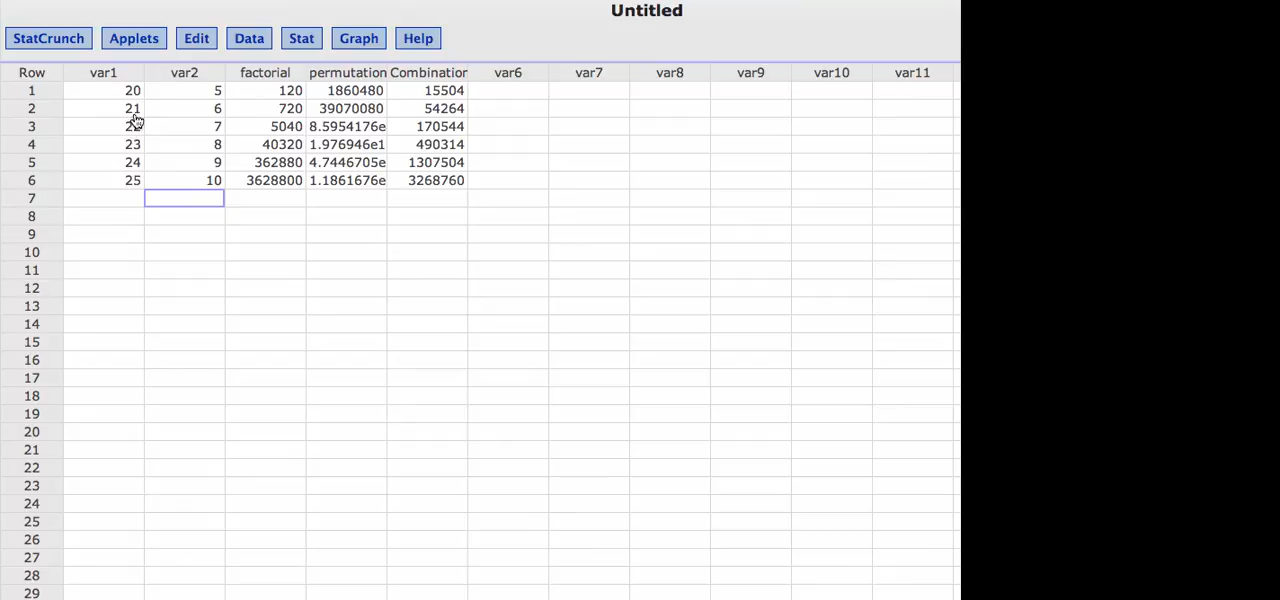 Untitled
StatCrunch Applets Edit Data Stat Graph Help
Row var1 var2 factorial permutation Combination var6 var7 var8 var9 var10 var11
1 20 5 120 1860480 15504
2 21 6 720 39070080 54264
3 7 5040 8.5954176e 170544
4 23 8 40320 1.976946e1 490314
5 24 9 362880 4.7446705e 1307504
6 25 10 3628800 1.1861676e 3268760
7
8
9
10
11
12
13
14
15
16
17
18
19
20
21
22
23
24
25
26
27
28
29